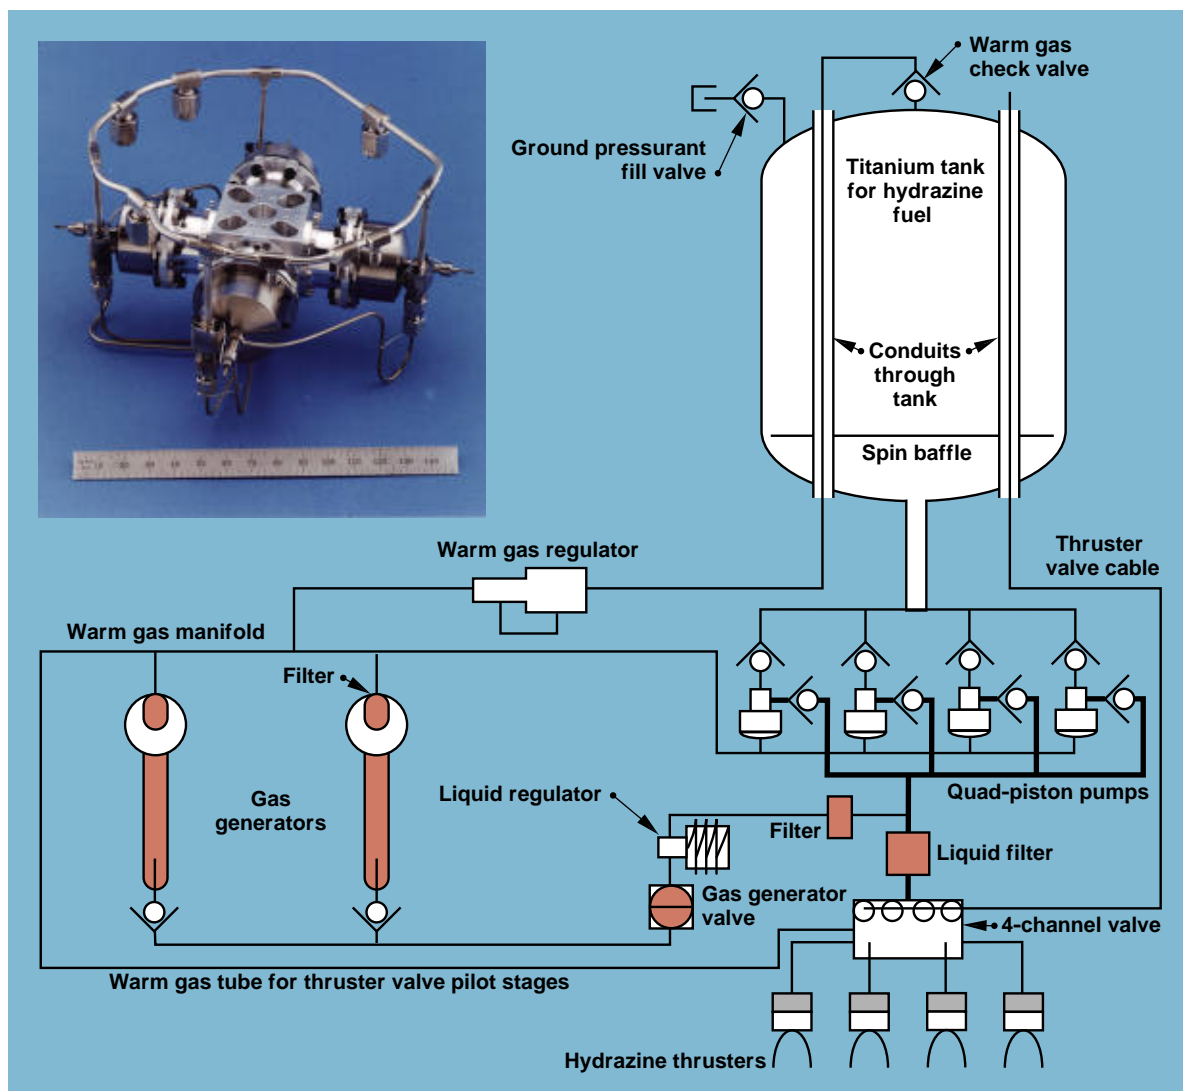 Warm gas
check valve
Ground pressurant
fill valve
Titanium tank
for hydrazine
fuel
Conduits
through
tank
Spin baffle
Warm gas regulator
Thruster
valve cable
Warm gas manifold
Filter
Gas
generators
Liquid regulator
Quad-piston pumps
Filter
Liquid filter
Gas generator
valve
4-channel valve
Warm gas tube for thruster valve pilot stages
Hydrazine thrusters